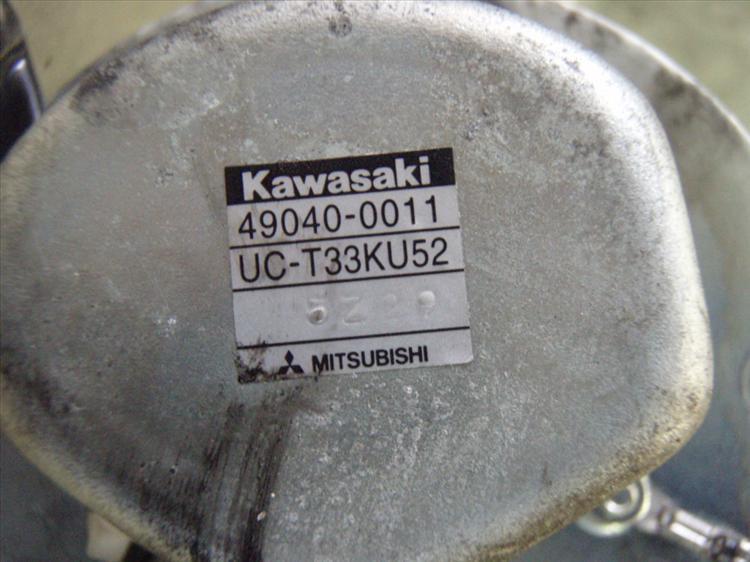 Kawasaki
49040-0011
UC-T33KU52
MITSUBISHI